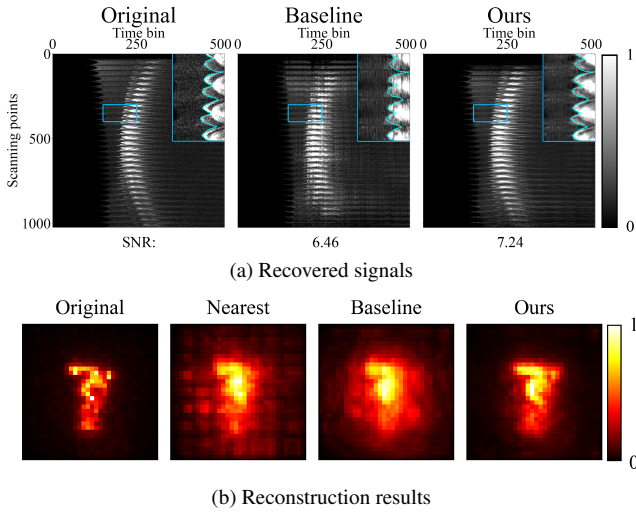 Original Baseline Ours
Time bin Time bin Time bin
0 250 500 0 250 500 0 250 500
0
500
1000
Scanning points
1
0
SNR: 6.46 7.24
(a) Recovered signals
Original Nearest Baseline Ours
1
0
(b) Reconstruction results